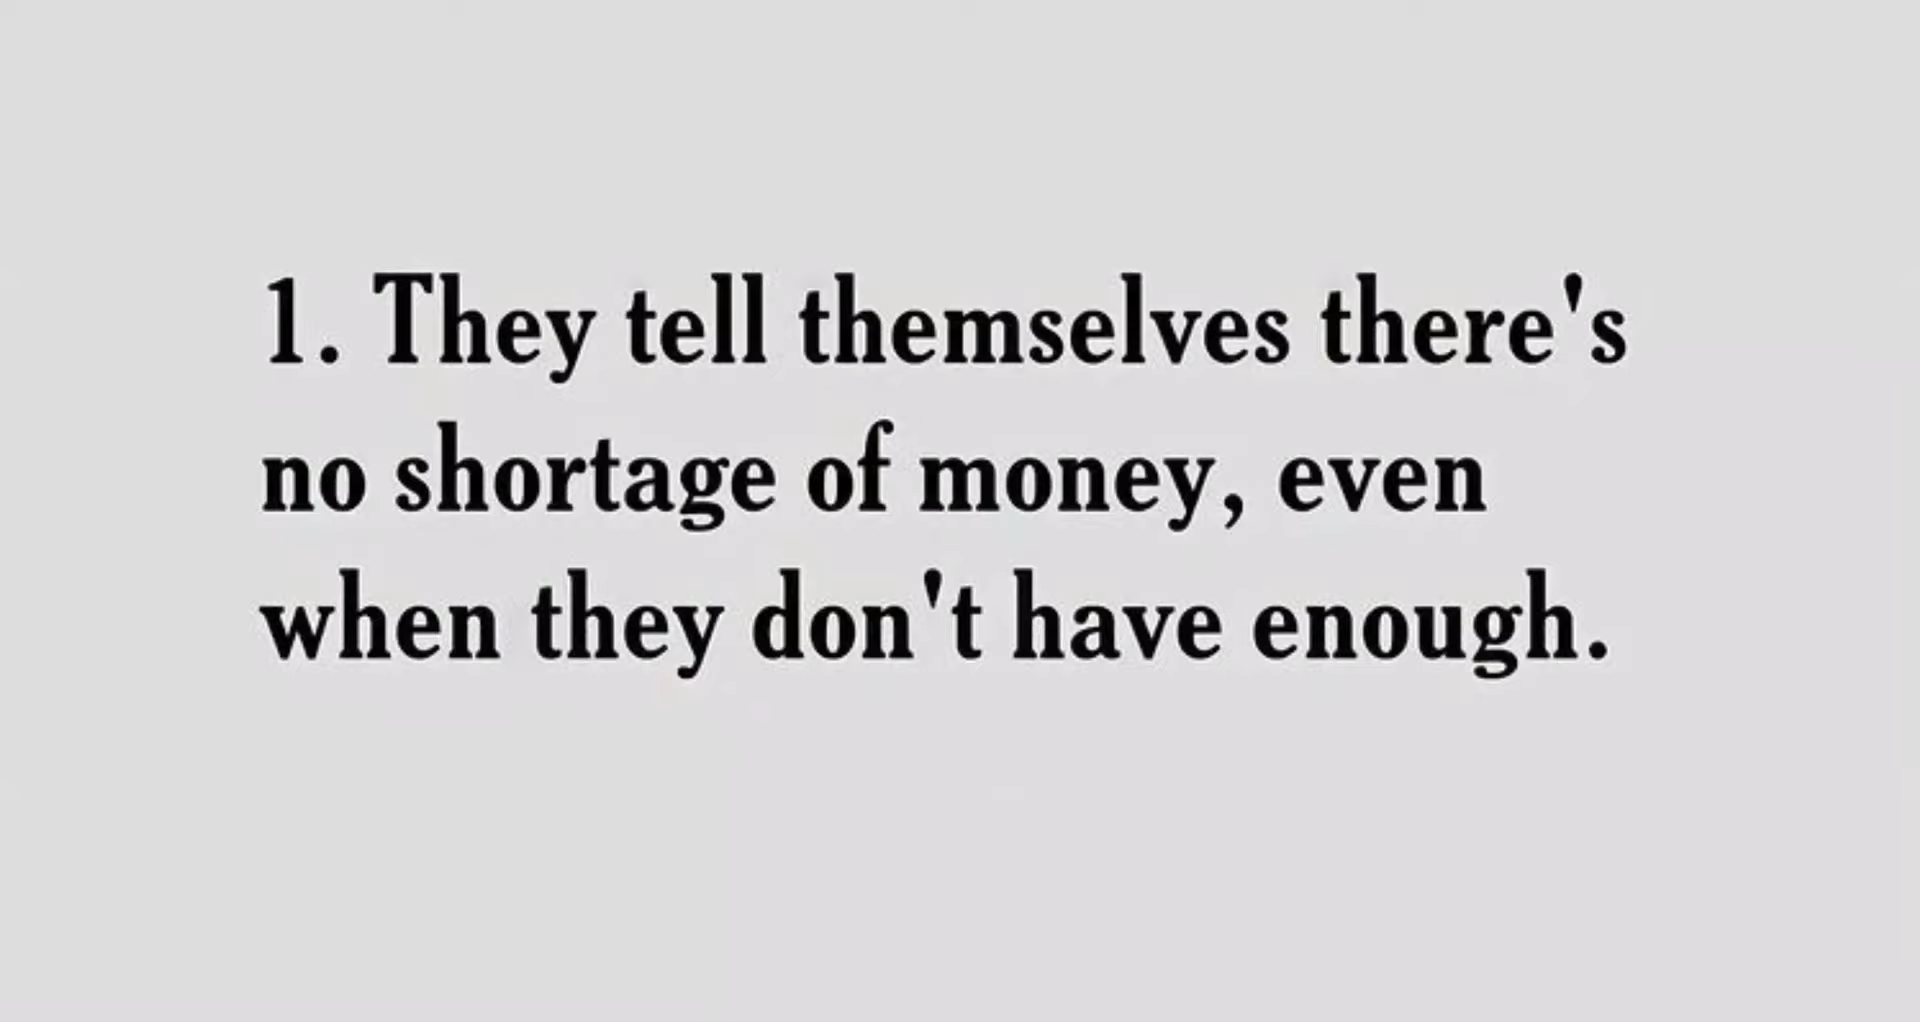 1. They tell themselves there's
no shortage of money, even
when they don't have enough.